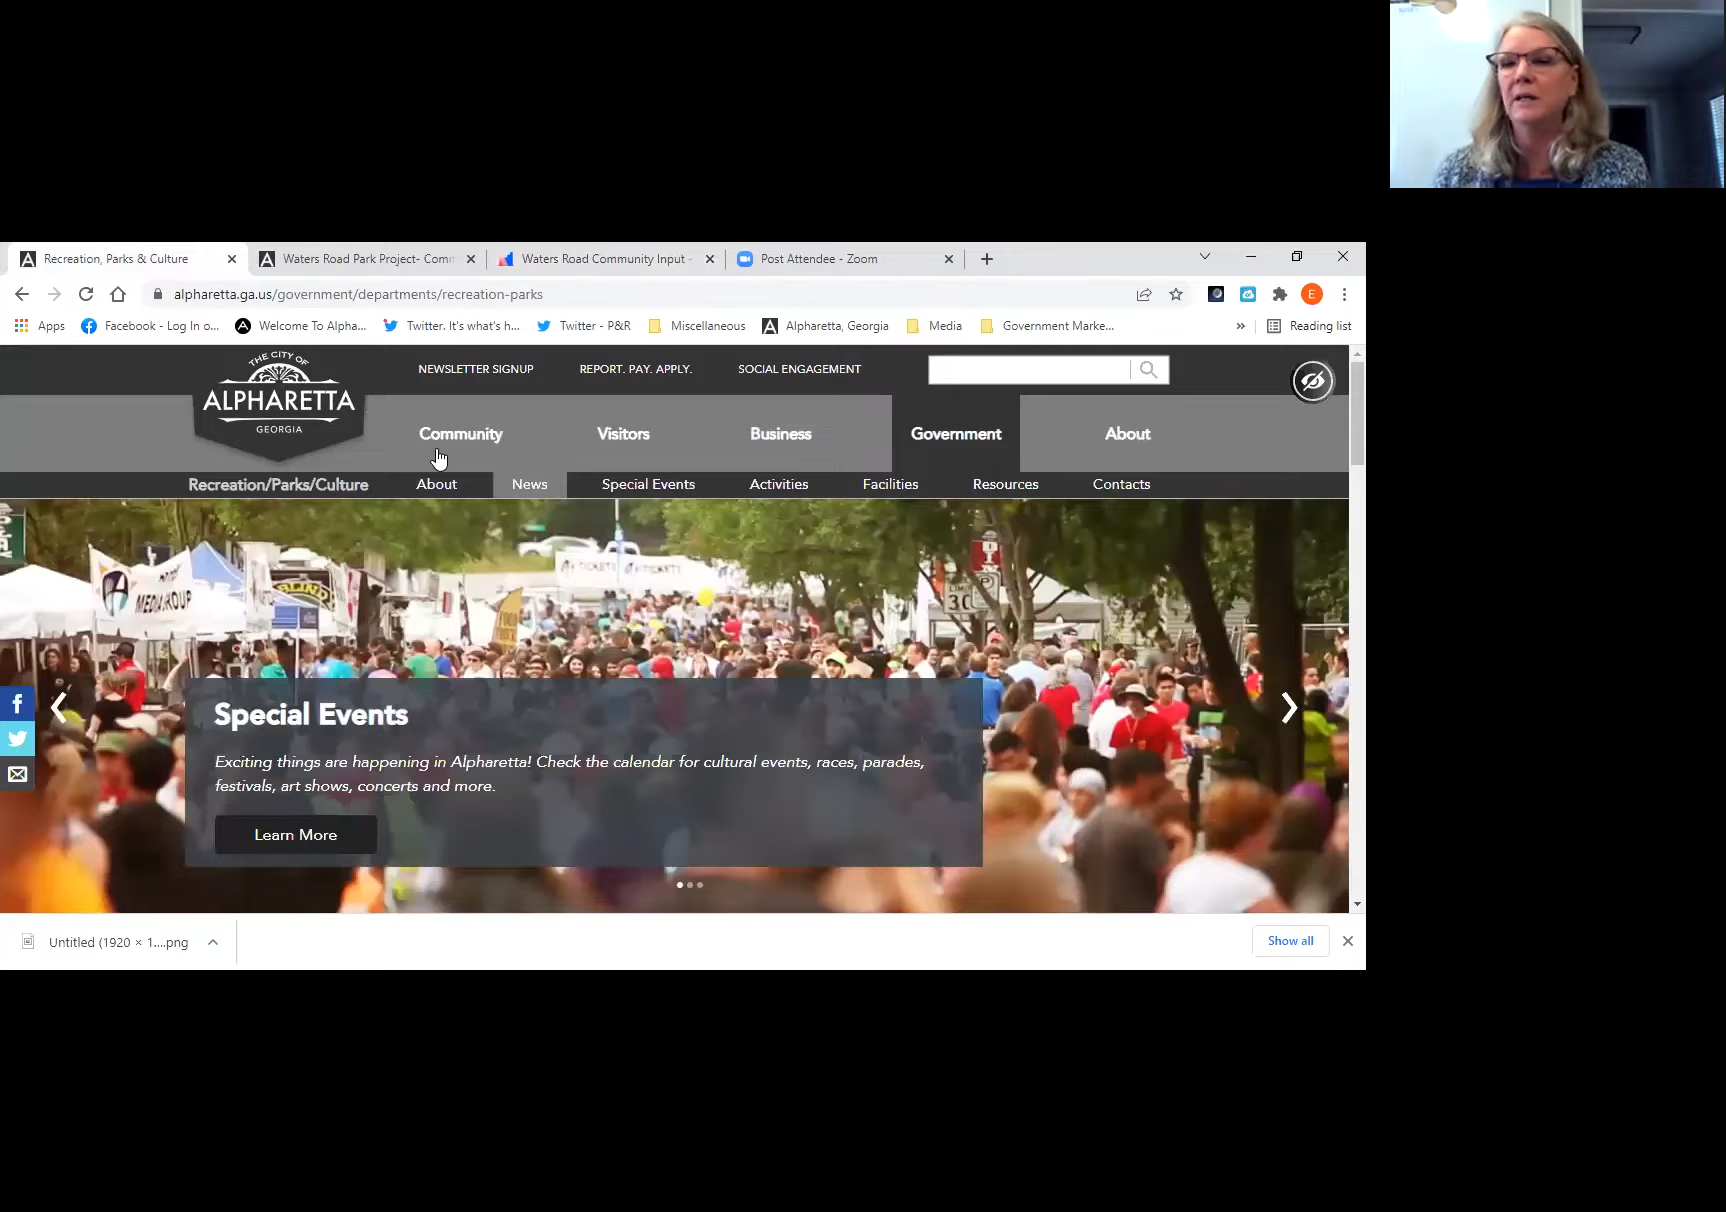 Recreation, Parks & Culture
Waters Road Park Project- Comm
Waters Road Community Input -
Post Attendee - Zoom
alpharetta.ga.us/government/departments/recreation-parks
E
Apps
Facebook - Log In o...
Welcome To Alpha...
Twitter. It's what's h...
Twitter - P&R
Miscellaneous
Alpharetta, Georgia
Media
Government Marke...
»
Reading list
THE CITY OF
ALPHARETTA
GEORGIA
NEWSLETTER SIGNUP
REPORT. PAY. APPLY.
SOCIAL ENGAGEMENT
Community
Visitors
Business
Government
About
Recreation/Parks/Culture
About
News
Special Events
Activities
Facilities
Resources
Contacts
TICKETS
MEDIA GROUP
30
Special Events
Exciting things are happening in Alpharetta! Check the calendar for cultural events, races, parades,
festivals, art shows, concerts and more.
Learn More
Untitled (1920 × 1....png
Show all